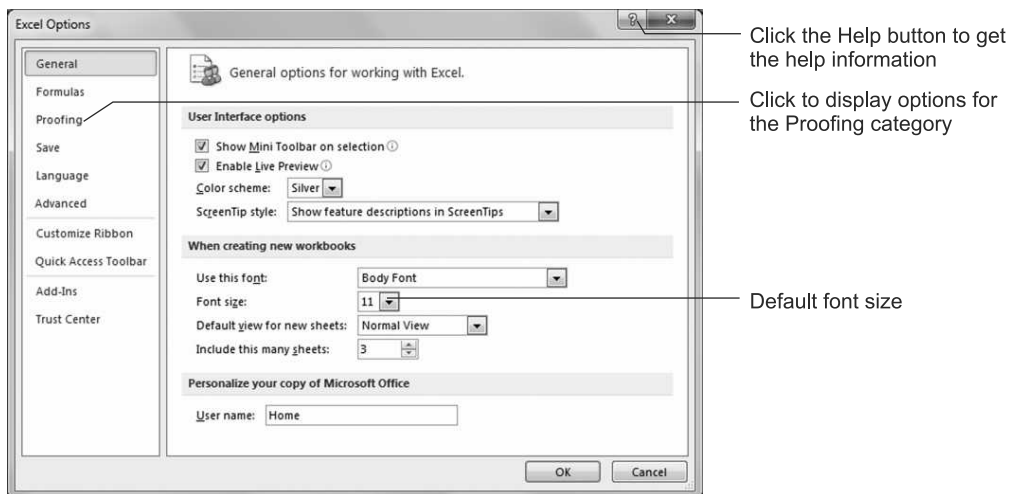 Excel Options
General
Formulas
Proofing
Save
Language
Advanced
Customize Ribbon
Quick Access Toolbar
Add-Ins
Trust Center
General options for working with Excel.
User Interface options
Show Mini Toolbar on selection
Enable Live Preview
Color scheme: Silver
ScreenTip style: Show feature descriptions in ScreenTips
When creating new workbooks
Use this font: Body Font
Font size: 11
Default view for new sheets: Normal View
Include this many sheets: 3
Personalize your copy of Microsoft Office
User name: Home
OK Cancel
Click the Help button to get
the help information
Click to display options for
the Proofing category
Default font size